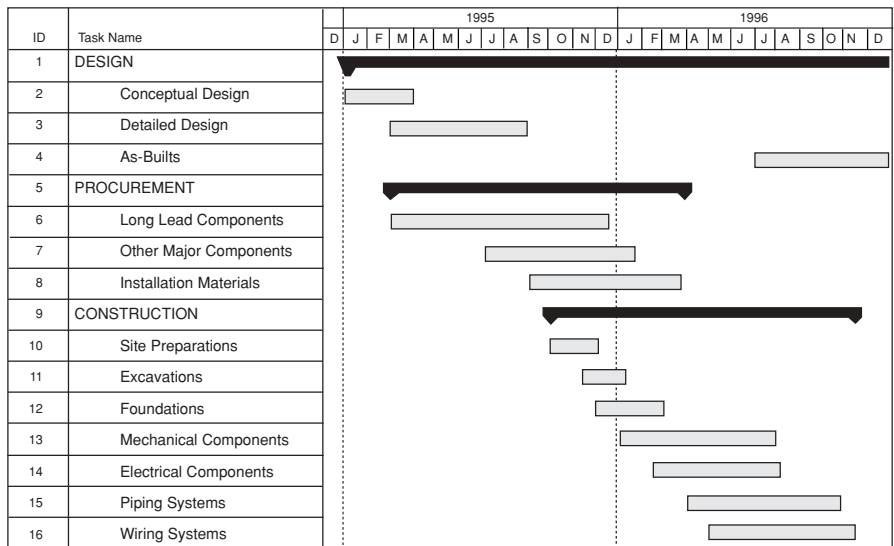 1995 1996
ID Task Name D J F M A M J J A S O N D J F M A M J J A S O N D
1 DESIGN
2 Conceptual Design
3 Detailed Design
4 As-Builts
5 PROCUREMENT
6 Long Lead Components
7 Other Major Components
8 Installation Materials
9 CONSTRUCTION
10 Site Preparations
11 Excavations
12 Foundations
13 Mechanical Components
14 Electrical Components
15 Piping Systems
16 Wiring Systems